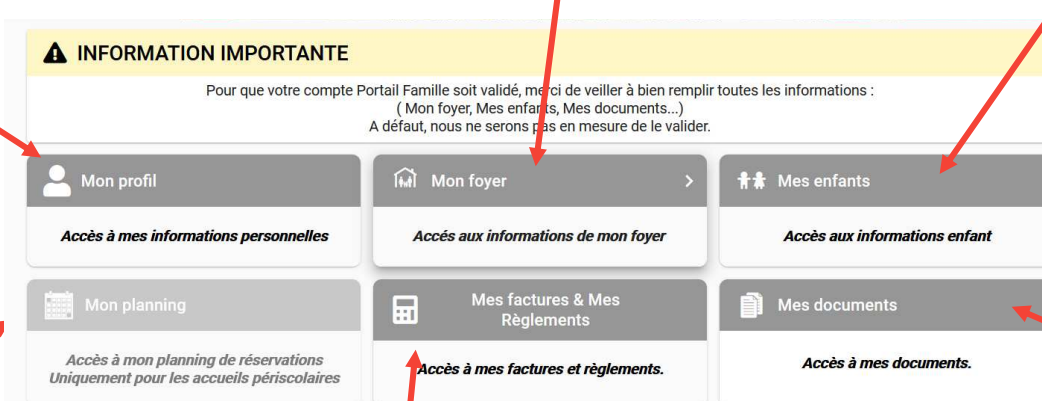 INFORMATION IMPORTANTE
Pour que votre compte Portail Famille soit validé, merci de veiller à bien remplir toutes les informations :
( Mon foyer, Mes enfants, Mes documents...)
A défaut, nous ne serons pas en mesure de le valider.
Mon profil
Accès à mes informations personnelles
Mon foyer
Accés aux informations de mon foyer
Mes enfants
Accès aux informations enfant
Mon planning
Accès à mon planning de réservations
Uniquement pour les accueils périscolaires
Mes factures & Mes
Règlements
Accès à mes factures et règlements.
Mes documents
Accès à mes documents.